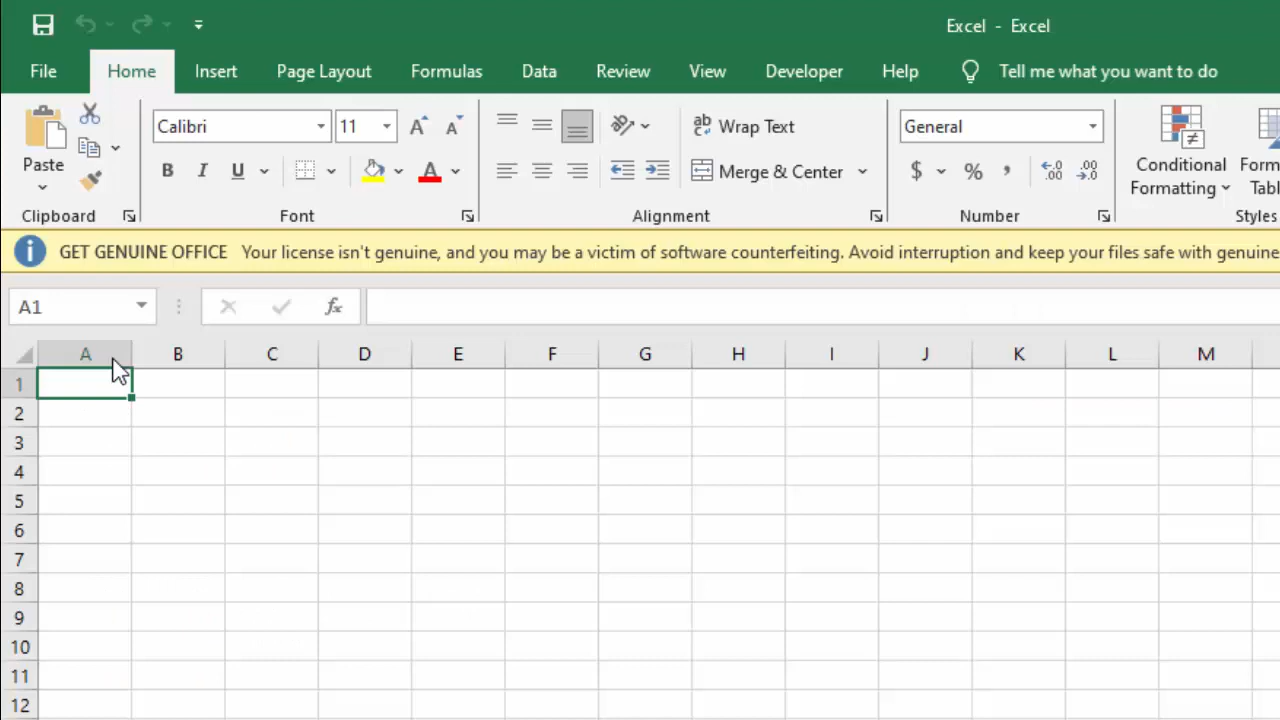 Excel - Excel
File Home Insert Page Layout Formulas Data Review View Developer Help Tell me what you want to do
Calibri 11 ab Wrap Text General
Paste B I U A Merge & Center $ % , Conditional Formatting
Clipboard Font Alignment Number Styles
GET GENUINE OFFICE Your license isn't genuine, and you may be a victim of software counterfeiting. Avoid interruption and keep your files safe with genuine
A1 fx
A B C D E F G H I J K L M
1
2
3
4
5
6
7
8
9
10
11
12